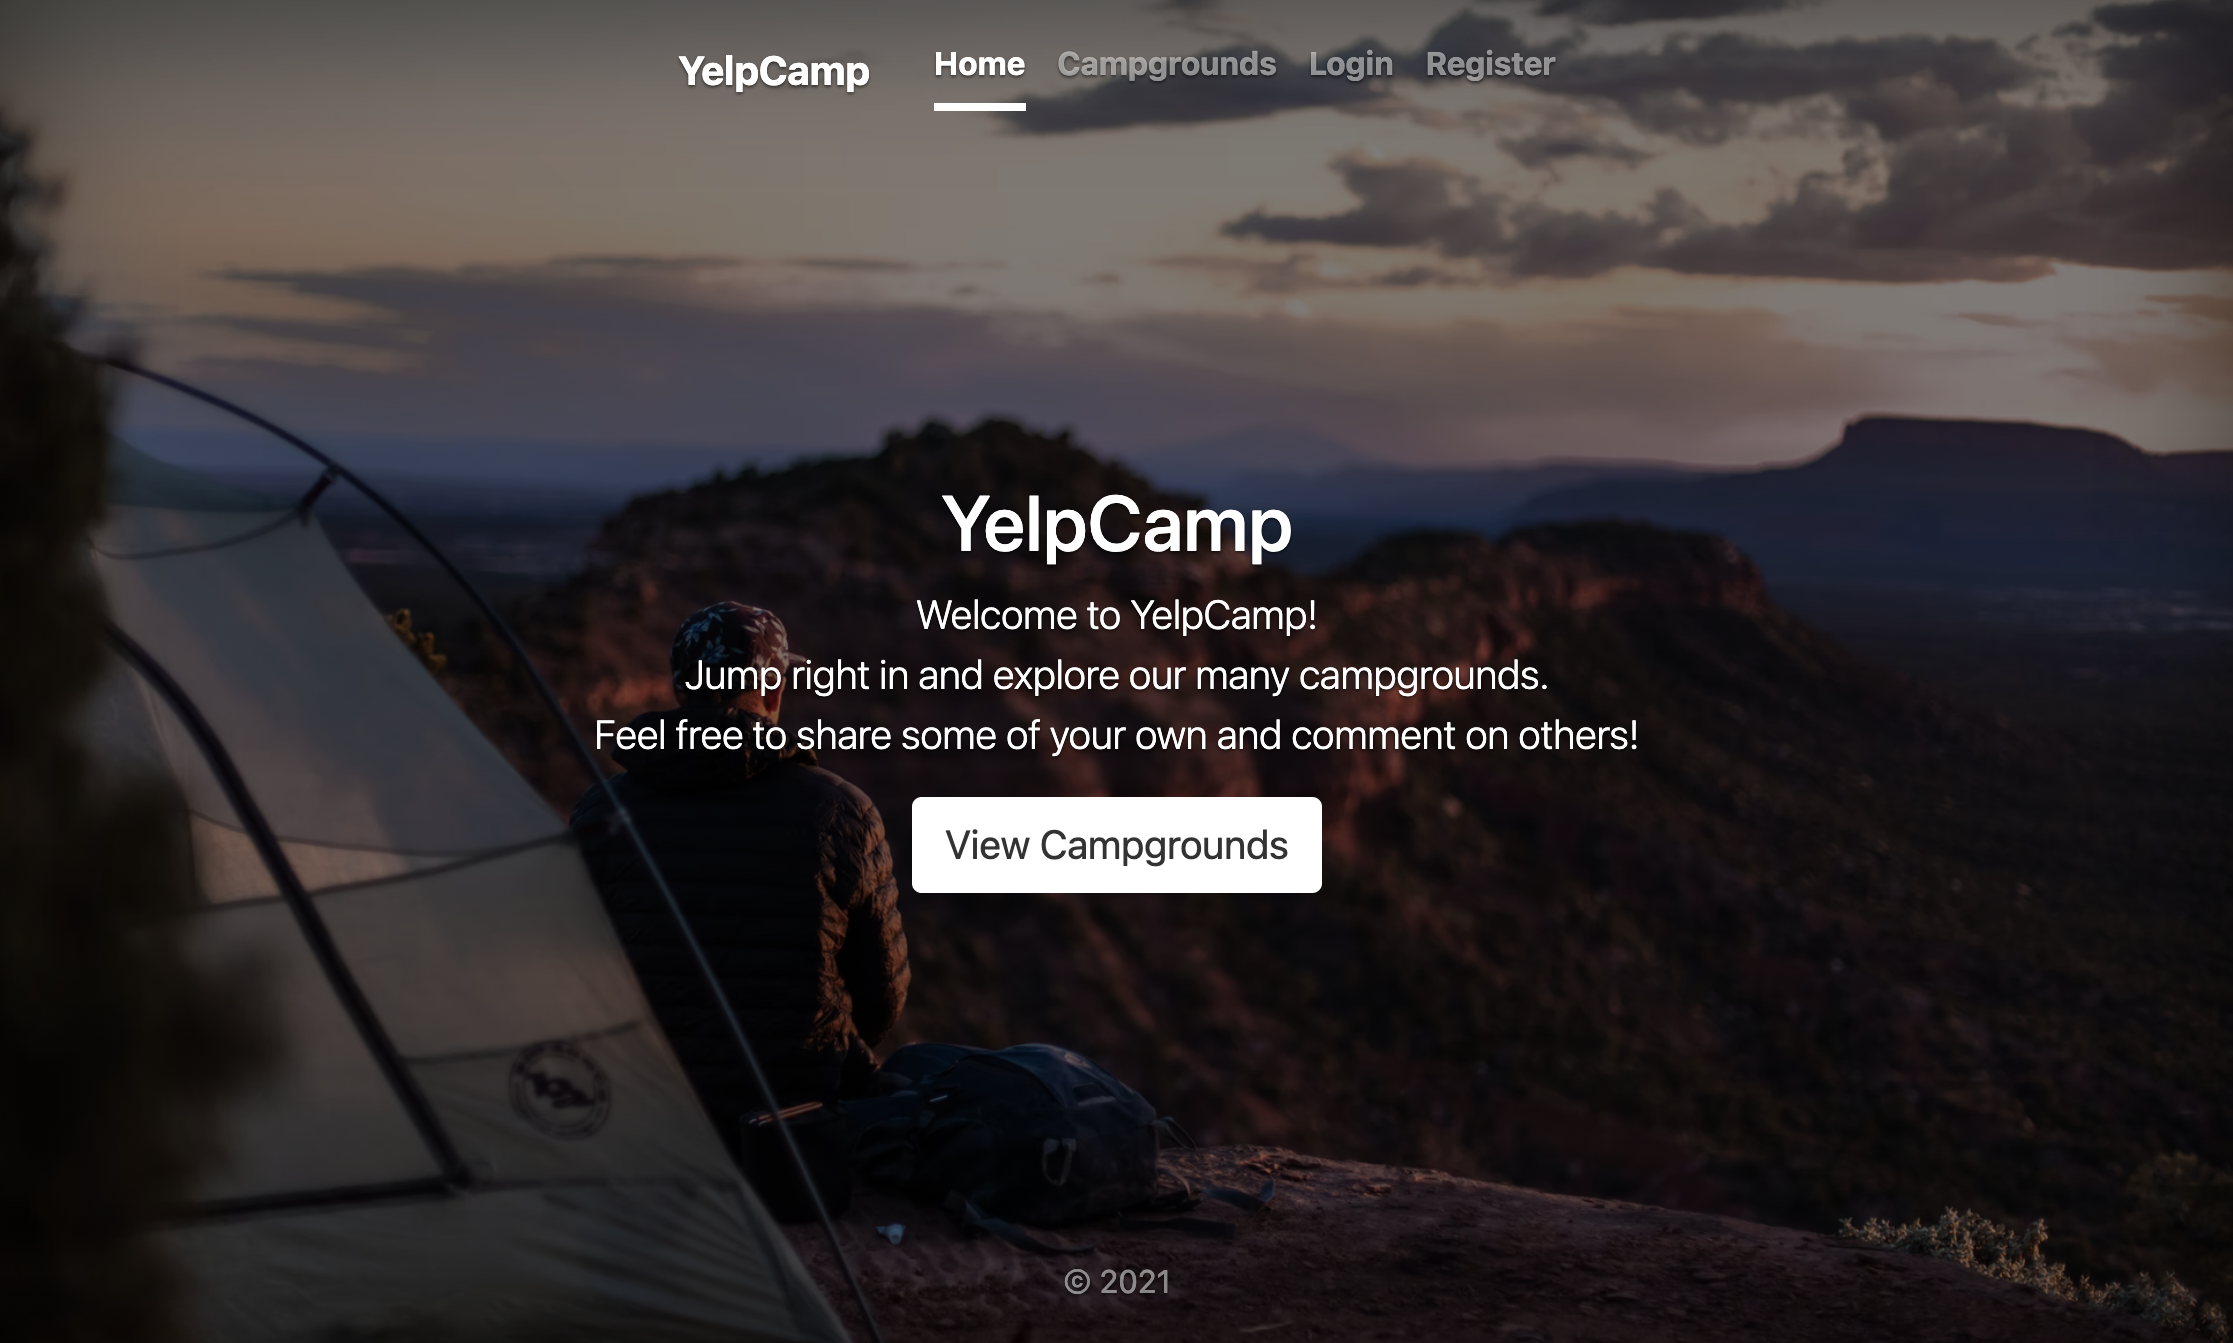 YelpCamp
Home Campgrounds Login Register
YelpCamp
Welcome to YelpCamp!
Jump right in and explore our many campgrounds.
Feel free to share some of your own and comment on others!
View Campgrounds
© 2021